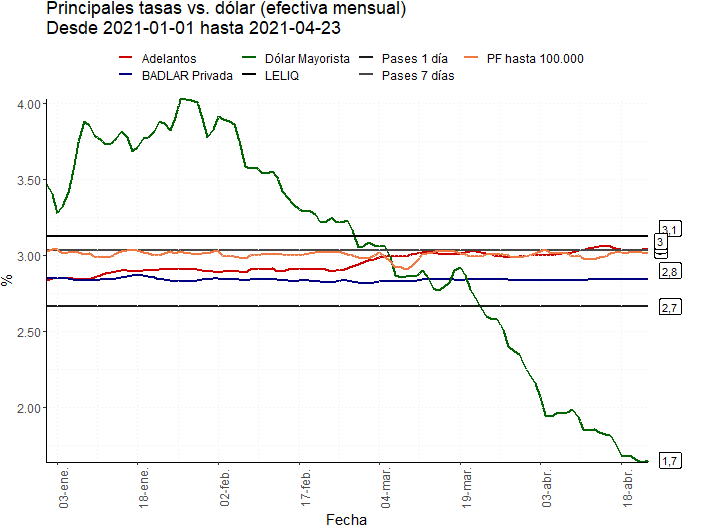 Principales tasas vs. dólar (efectiva mensual)
Desde 2021-01-01 hasta 2021-04-23
Adelantos
Dólar Mayorista
Pases 1 día
PF hasta 100.000
BADLAR Privada
LELIQ
Pases 7 días
4.00
3.50
3.00
2.50
2.00
%
3,1
3
2,8
2,7
1,7
03-ene.
18-ene.
02-feb.
17-feb.
04-mar.
19-mar.
03-abr.
18-abr.
Fecha